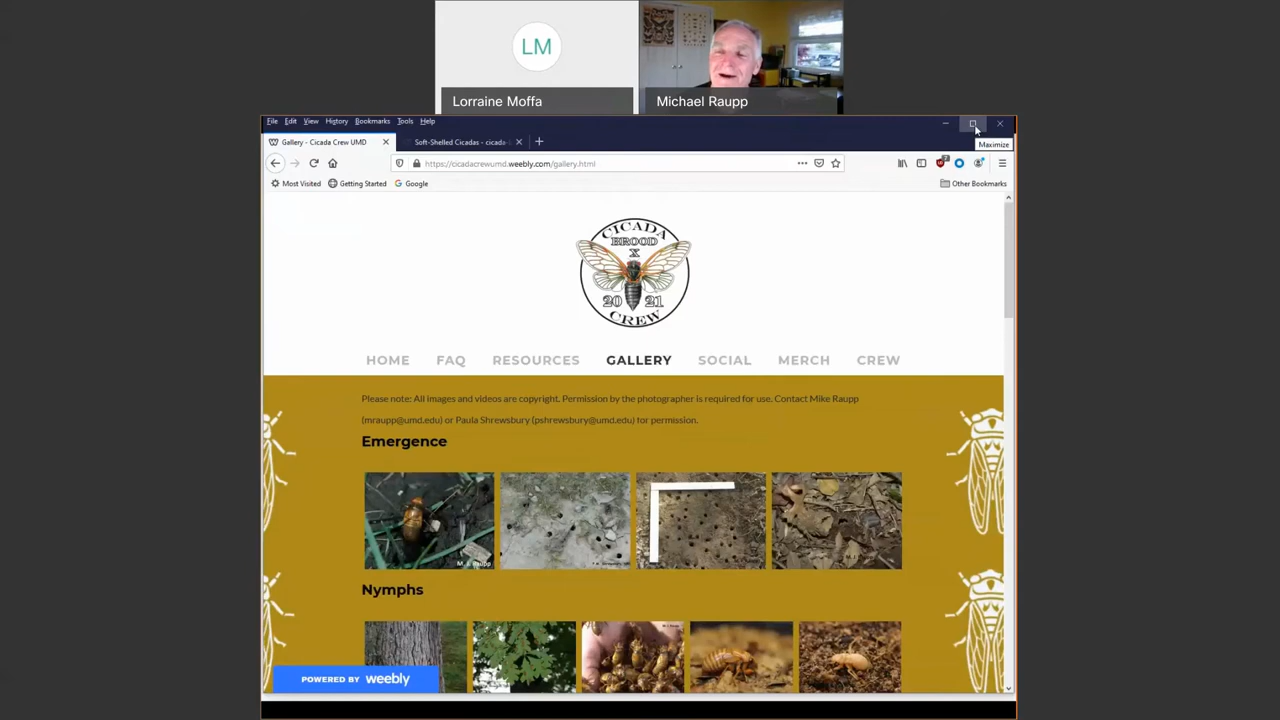 LM
Lorraine Moffa
Michael Raupp
File Edit View History Bookmarks Tools Help
Maximize
Gallery - Cicada Crew UMD
Soft-Shelled Cicadas - cicada-
https://cicadacrewumd.weebly.com/gallery.html
Most Visited Getting Started Google Other Bookmarks
CICADA
BROOD
X
20 21
CREW
HOME FAQ RESOURCES GALLERY SOCIAL MERCH CREW
Please note: All images and videos are copyright. Permission by the photographer is required for use. Contact Mike Raupp
(mraupp@umd.edu) or Paula Shrewsbury (pshrewsbury@umd.edu) for permission.
Emergence
M. J. Raupp
Nymphs
POWERED BY weebly